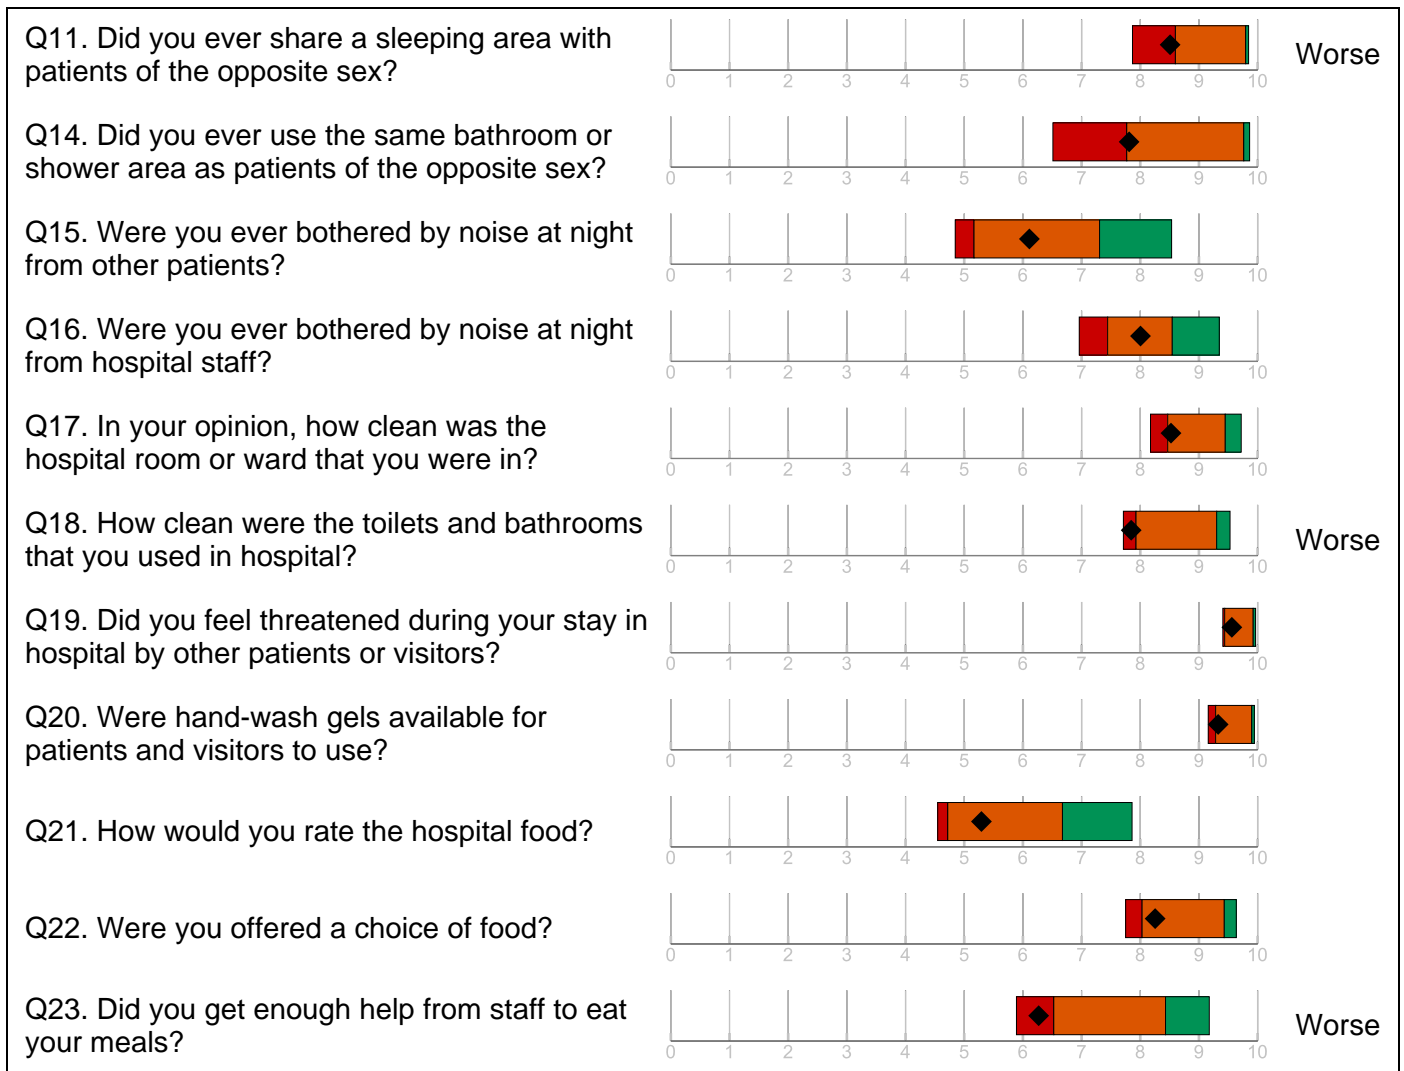 Q11. Did you ever share a sleeping area with
patients of the opposite sex?
Worse
0 1 2 3 4 5 6 7 8 9 10
Q14. Did you ever use the same bathroom or
shower area as patients of the opposite sex?
0 1 2 3 4 5 6 7 8 9 10
Q15. Were you ever bothered by noise at night
from other patients?
0 1 2 3 4 5 6 7 8 9 10
Q16. Were you ever bothered by noise at night
from hospital staff?
0 1 2 3 4 5 6 7 8 9 10
Q17. In your opinion, how clean was the
hospital room or ward that you were in?
0 1 2 3 4 5 6 7 8 9 10
Q18. How clean were the toilets and bathrooms
that you used in hospital?
Worse
0 1 2 3 4 5 6 7 8 9 10
Q19. Did you feel threatened during your stay in
hospital by other patients or visitors?
0 1 2 3 4 5 6 7 8 9 10
Q20. Were hand-wash gels available for
patients and visitors to use?
0 1 2 3 4 5 6 7 8 9 10
Q21. How would you rate the hospital food?
0 1 2 3 4 5 6 7 8 9 10
Q22. Were you offered a choice of food?
0 1 2 3 4 5 6 7 8 9 10
Q23. Did you get enough help from staff to eat
your meals?
Worse
0 1 2 3 4 5 6 7 8 9 10